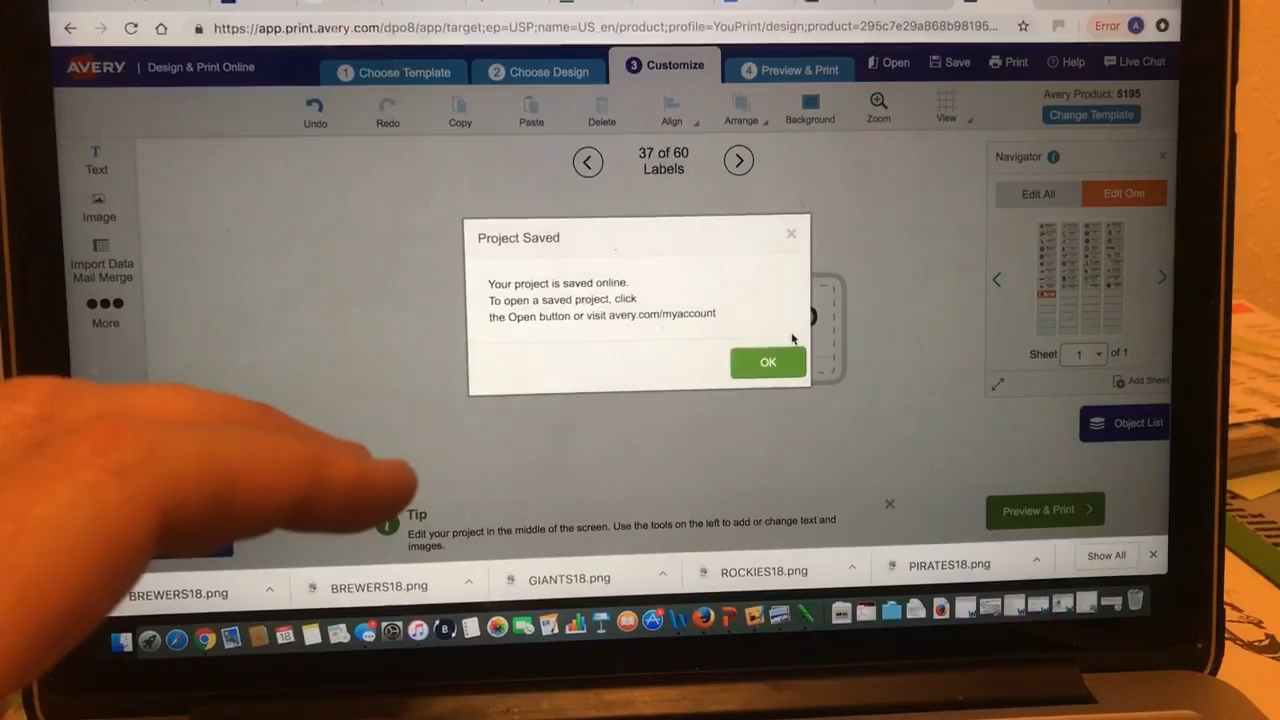 https://app.print.avery.com/dpo8/app/target;ep=USP;name=US_en/product;profile=YouPrint/design;product=295c7e29a868b98195...
Error A
AVERY | Design & Print Online
1 Choose Template
2 Choose Design
3 Customize
4 Preview & Print
Open
Save
Print
Help
Live Chat
Undo
Redo
Copy
Paste
Delete
Align
Arrange
Background
Zoom
View
Avery Product: 5195
Change Template
Text
Image
Import Data
Mail Merge
More
37 of 60
Labels
Navigator
Edit All
Edit One
Sheet 1 of 1
Add Sheet
Object List
Project Saved
Your project is saved online.
To open a saved project, click
the Open button or visit avery.com/myaccount
OK
Tip
Edit your project in the middle of the screen. Use the tools on the left to add or change text and
images.
Preview & Print
BREWERS18.png
BREWERS18.png
GIANTS18.png
ROCKIES18.png
PIRATES18.png
Show All
18